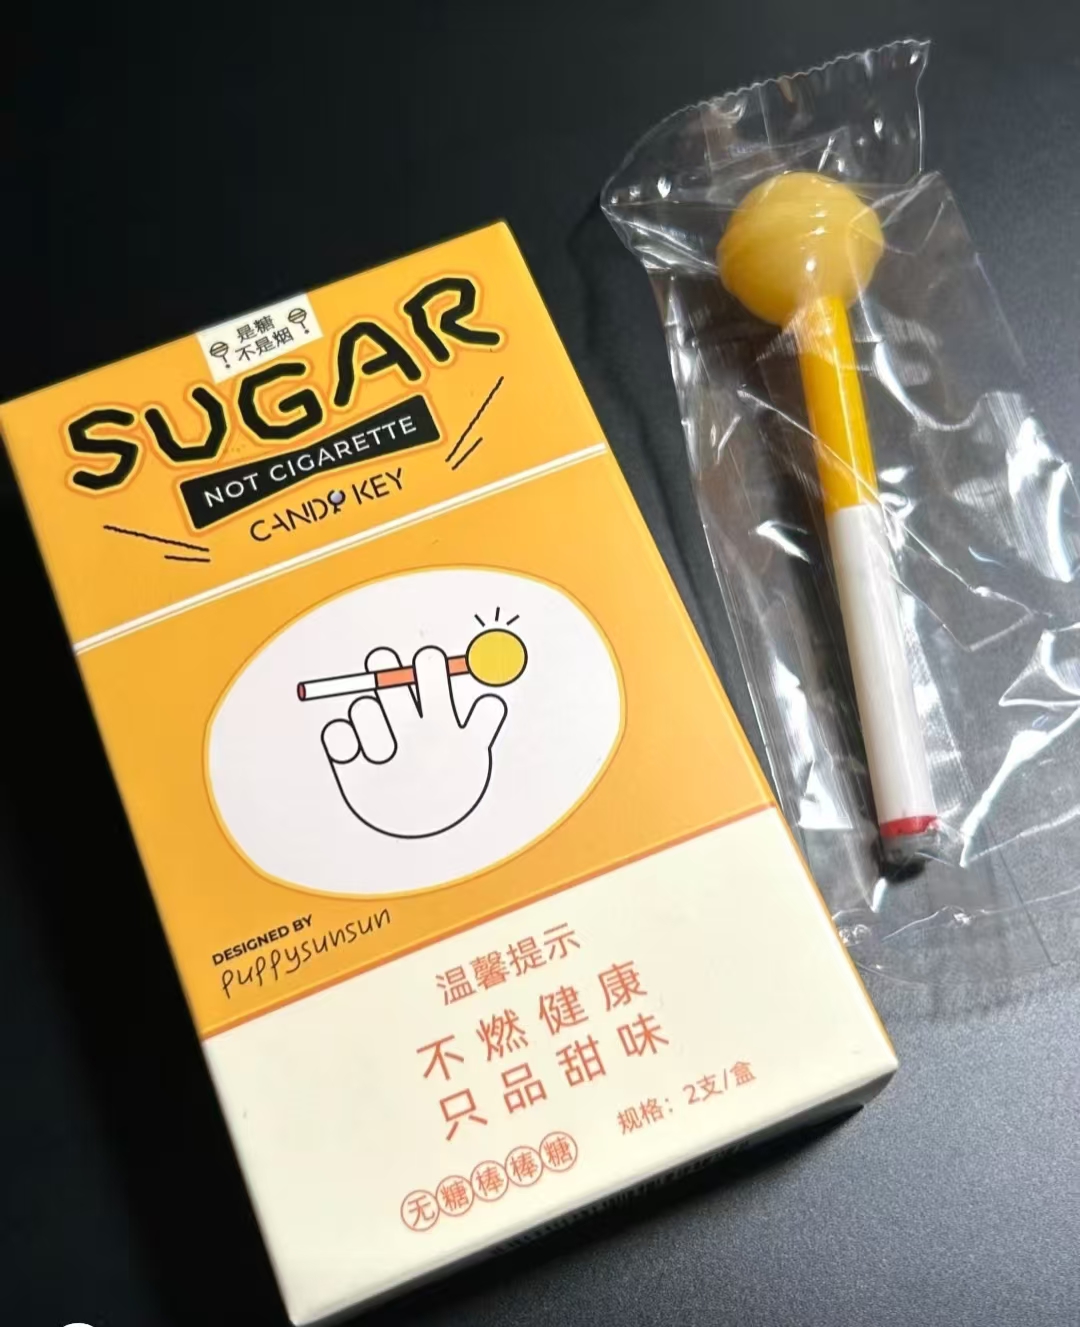 是糖
不是烟
SUGAR
NOT CIGARETTE
CANDY KEY
DESIGNED BY
puppysunsun
温馨提示
不燃健康
只品甜味
规格：2支/盒
无糖棒棒糖